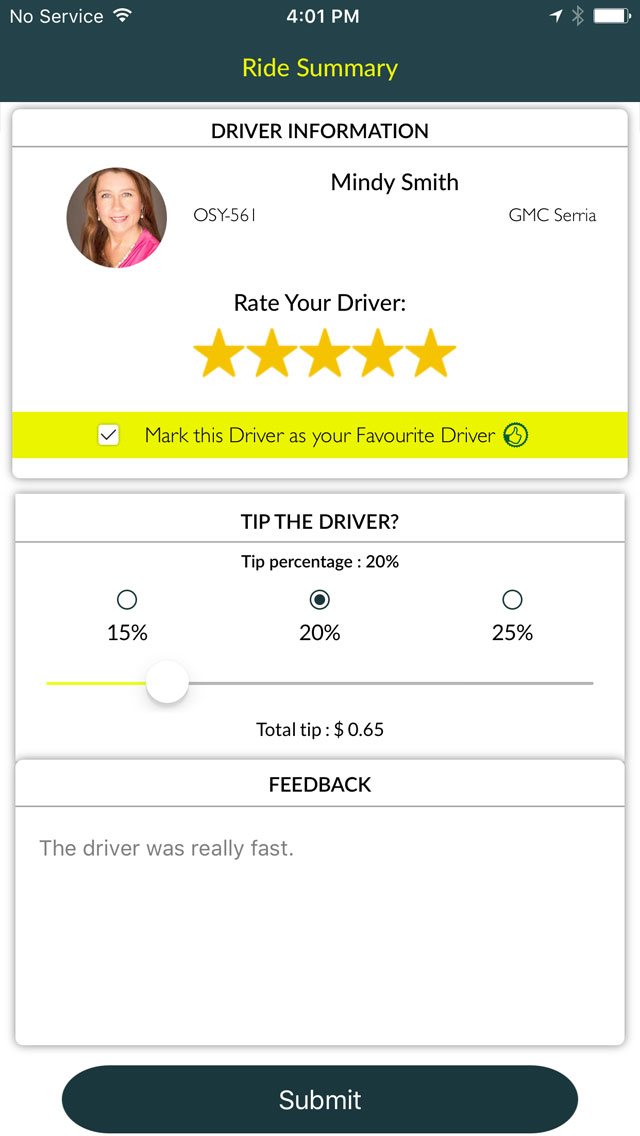 No Service 4:01 PM
Ride Summary
DRIVER INFORMATION
Mindy Smith
OSY-561 GMC Serria
Rate Your Driver:
Mark this Driver as your Favourite Driver
TIP THE DRIVER?
Tip percentage : 20%
15% 20% 25%
Total tip : $ 0.65
FEEDBACK
The driver was really fast.
Submit